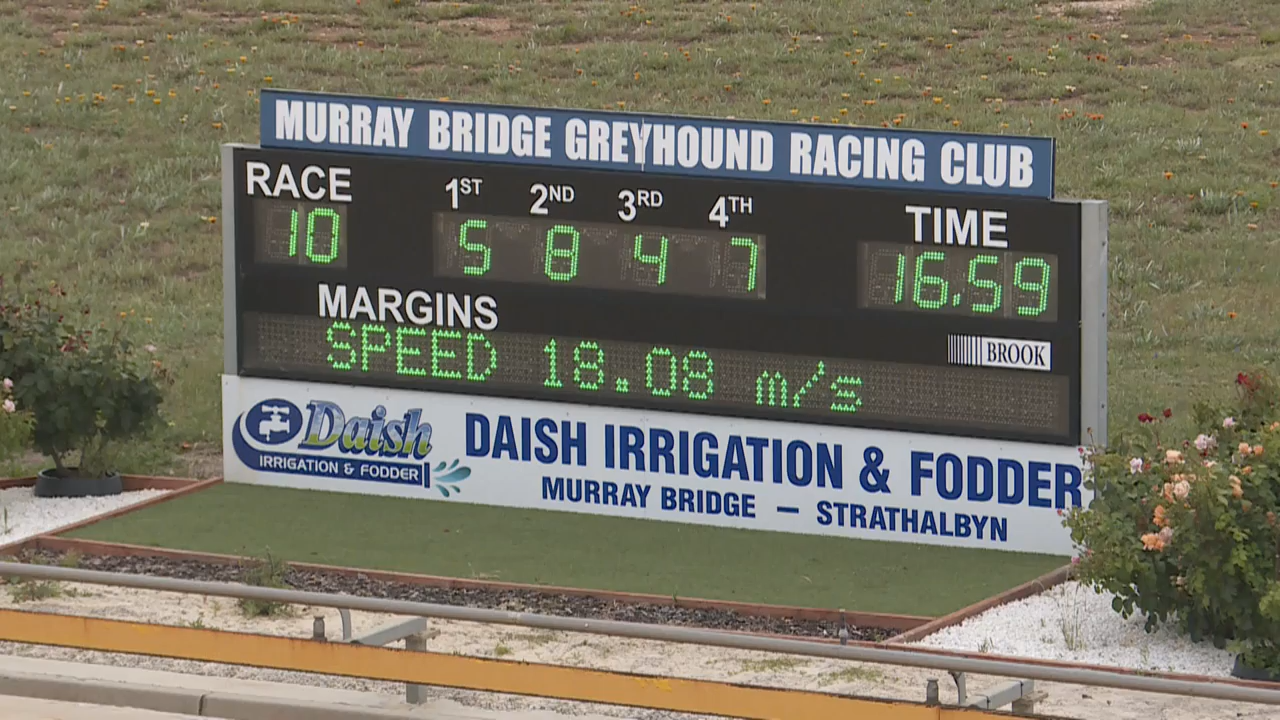 MURRAY BRIDGE GREYHOUND RACING CLUB
RACE 1ST 2ND 3RD 4TH TIME
10 5 8 4 7 16.59
MARGINS
BROOK
SPEED 18.08 m/s
Daish
IRRIGATION & FODDER
DAISH IRRIGATION & FODDER
MURRAY BRIDGE – STRATHALBYN